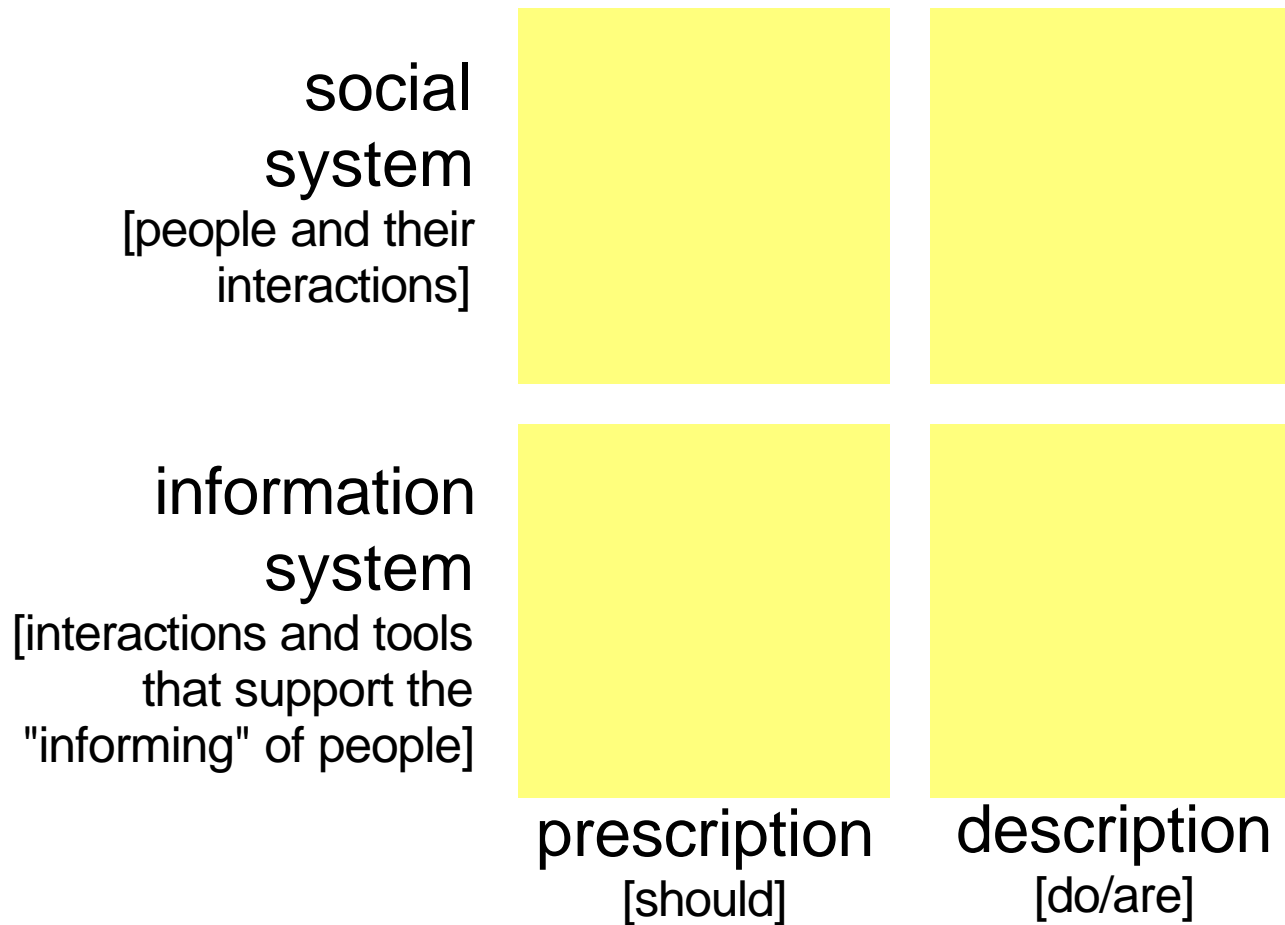 social
system
[people and their
interactions]
information
system
[interactions and tools
that support the
"informing" of people]
prescription
[should]
description
[do/are]